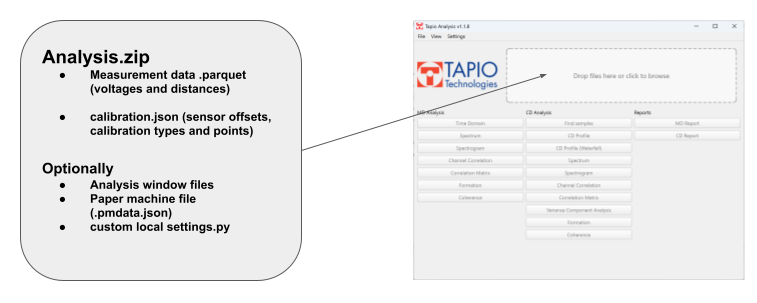 Analysis.zip
● Measurement data .parquet
(voltages and distances)
● calibration.json (sensor offsets,
calibration types and points)
Optionally
● Analysis window files
● Paper machine file
(.pmdata.json)
● custom local settings.py
Tapio Analysis v1.1.8
File View Settings
TAPIO
Technologies
Drop files here or click to browse
MD Analysis
Time Domain
Spectrum
Spectrogram
Channel Correlation
Correlation Matrix
Formation
Coherence
CD Analysis
Find samples
CD Profile
CD Profile (Waterfall)
Spectrum
Spectrogram
Channel Correlation
Correlation Matrix
Variance Component Analysis
Formation
Coherence
Reports
MD Report
CD Report